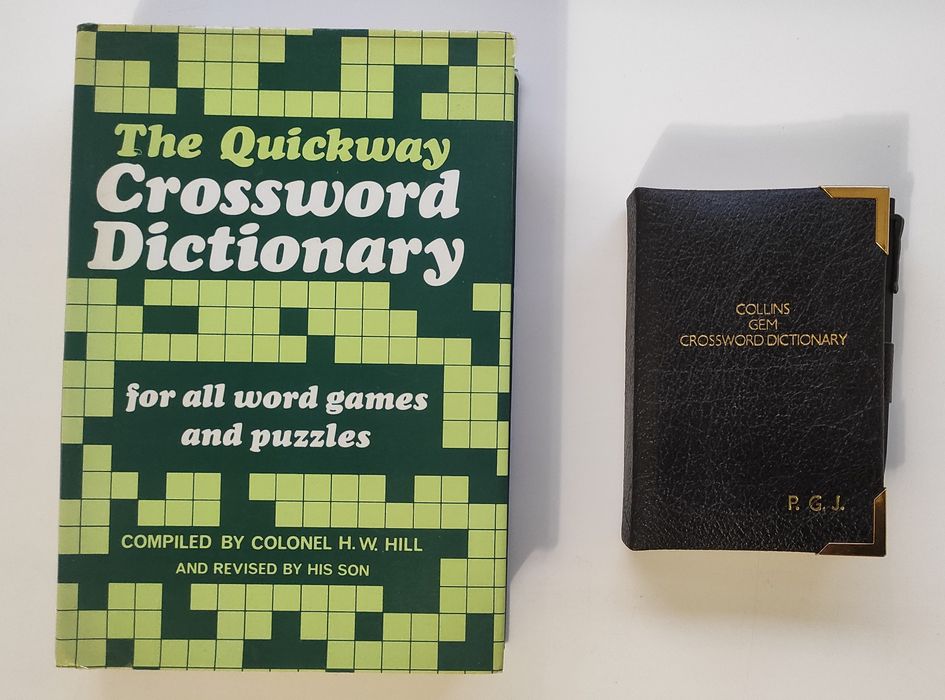 The Quickway
Crossword
Dictionary
for all word games
and puzzles
COMPILED BY COLONEL H. W. HILL
AND REVISED BY HIS SON
COLLINS
GEM
CROSSWORD DICTIONARY
P. G. J.